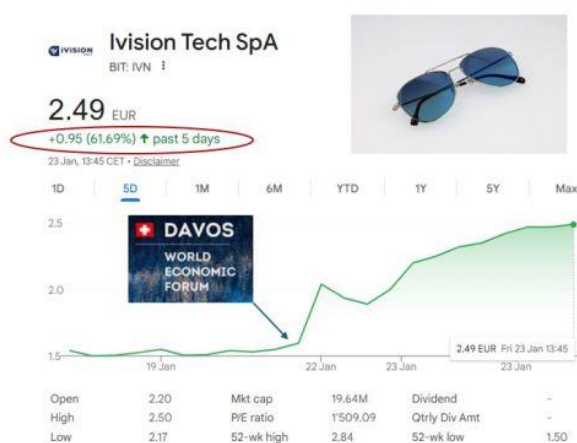 IVISION
Ivision Tech SpA
BIT: IVN
2.49 EUR
+0.95 (61.69%) ↑ past 5 days
23 Jan, 13:45 CET • Disclaimer
1D 5D 1M 6M YTD 1Y 5Y Max
2.5
DAVOS
WORLD
ECONOMIC
FORUM
2.0
2.49 EUR Fri 23 Jan 13:45
1.5
19 Jan 22 Jan 23 Jan 23 Jan
Open 2.20 Mkt cap 19.64M Dividend -
High 2.50 P/E ratio 1'509.09 Qtrly Div Amt -
Low 2.17 52-wk high 2.84 52-wk low 1.50